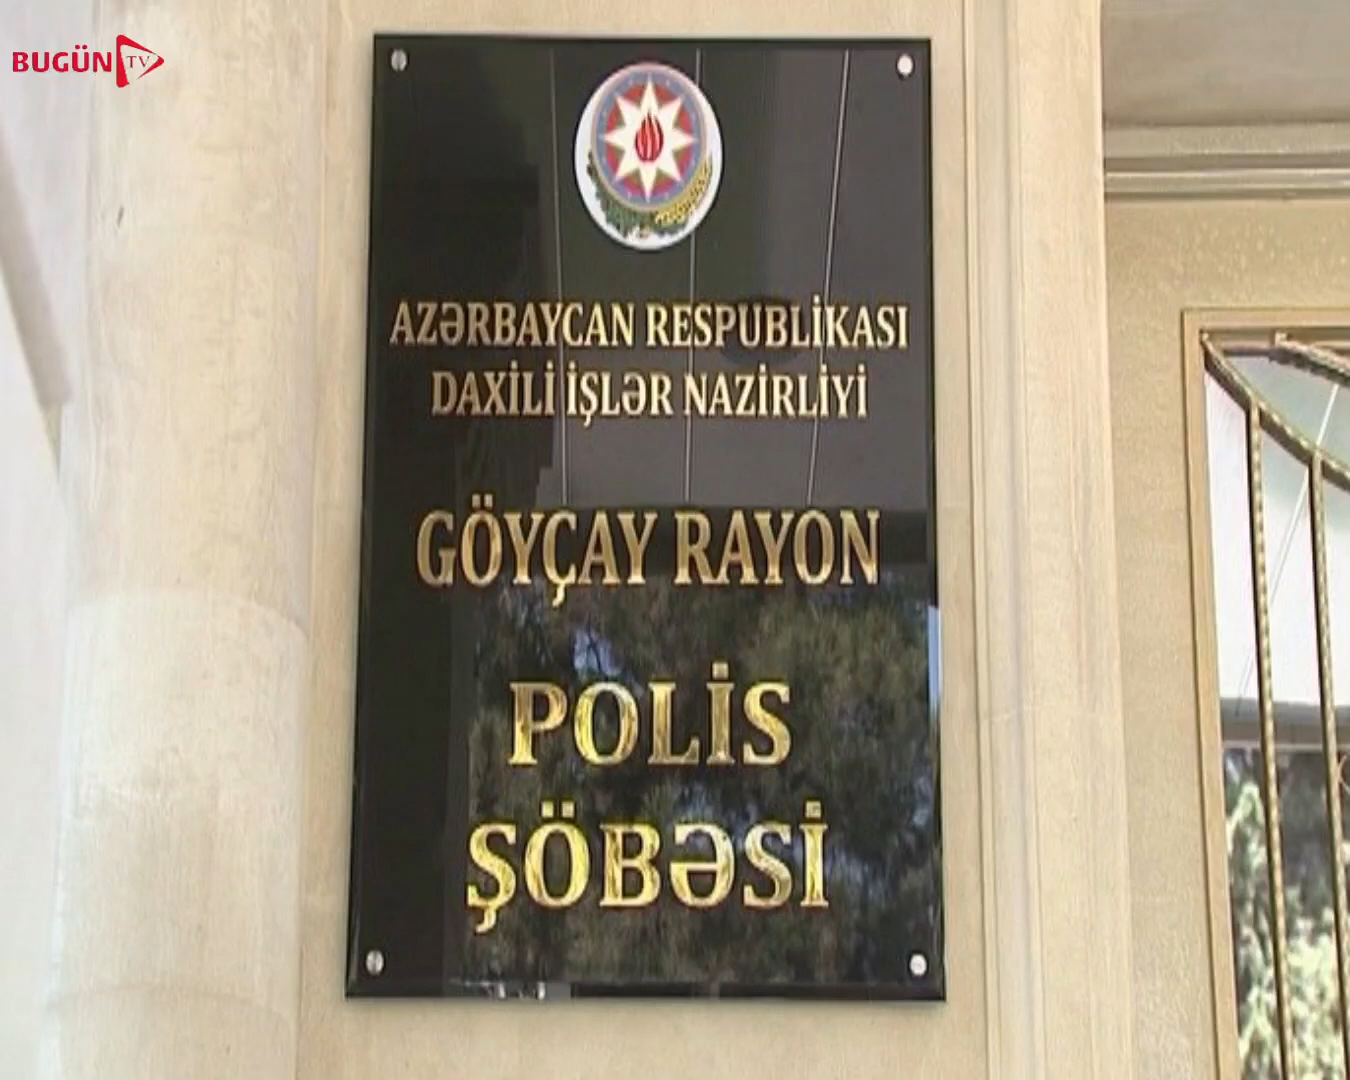 BUGÜN TV
AZƏRBAYCAN RESPUBLİKASI
DAXİLİ İŞLƏR NAZİRLİYİ
GÖYÇAY RAYON
POLİS
ŞÖBƏSİ